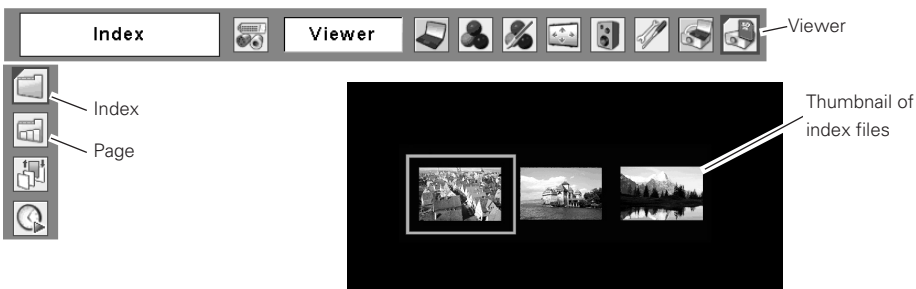 Index
Viewer
Viewer
Index
Page
Thumbnail of
index files